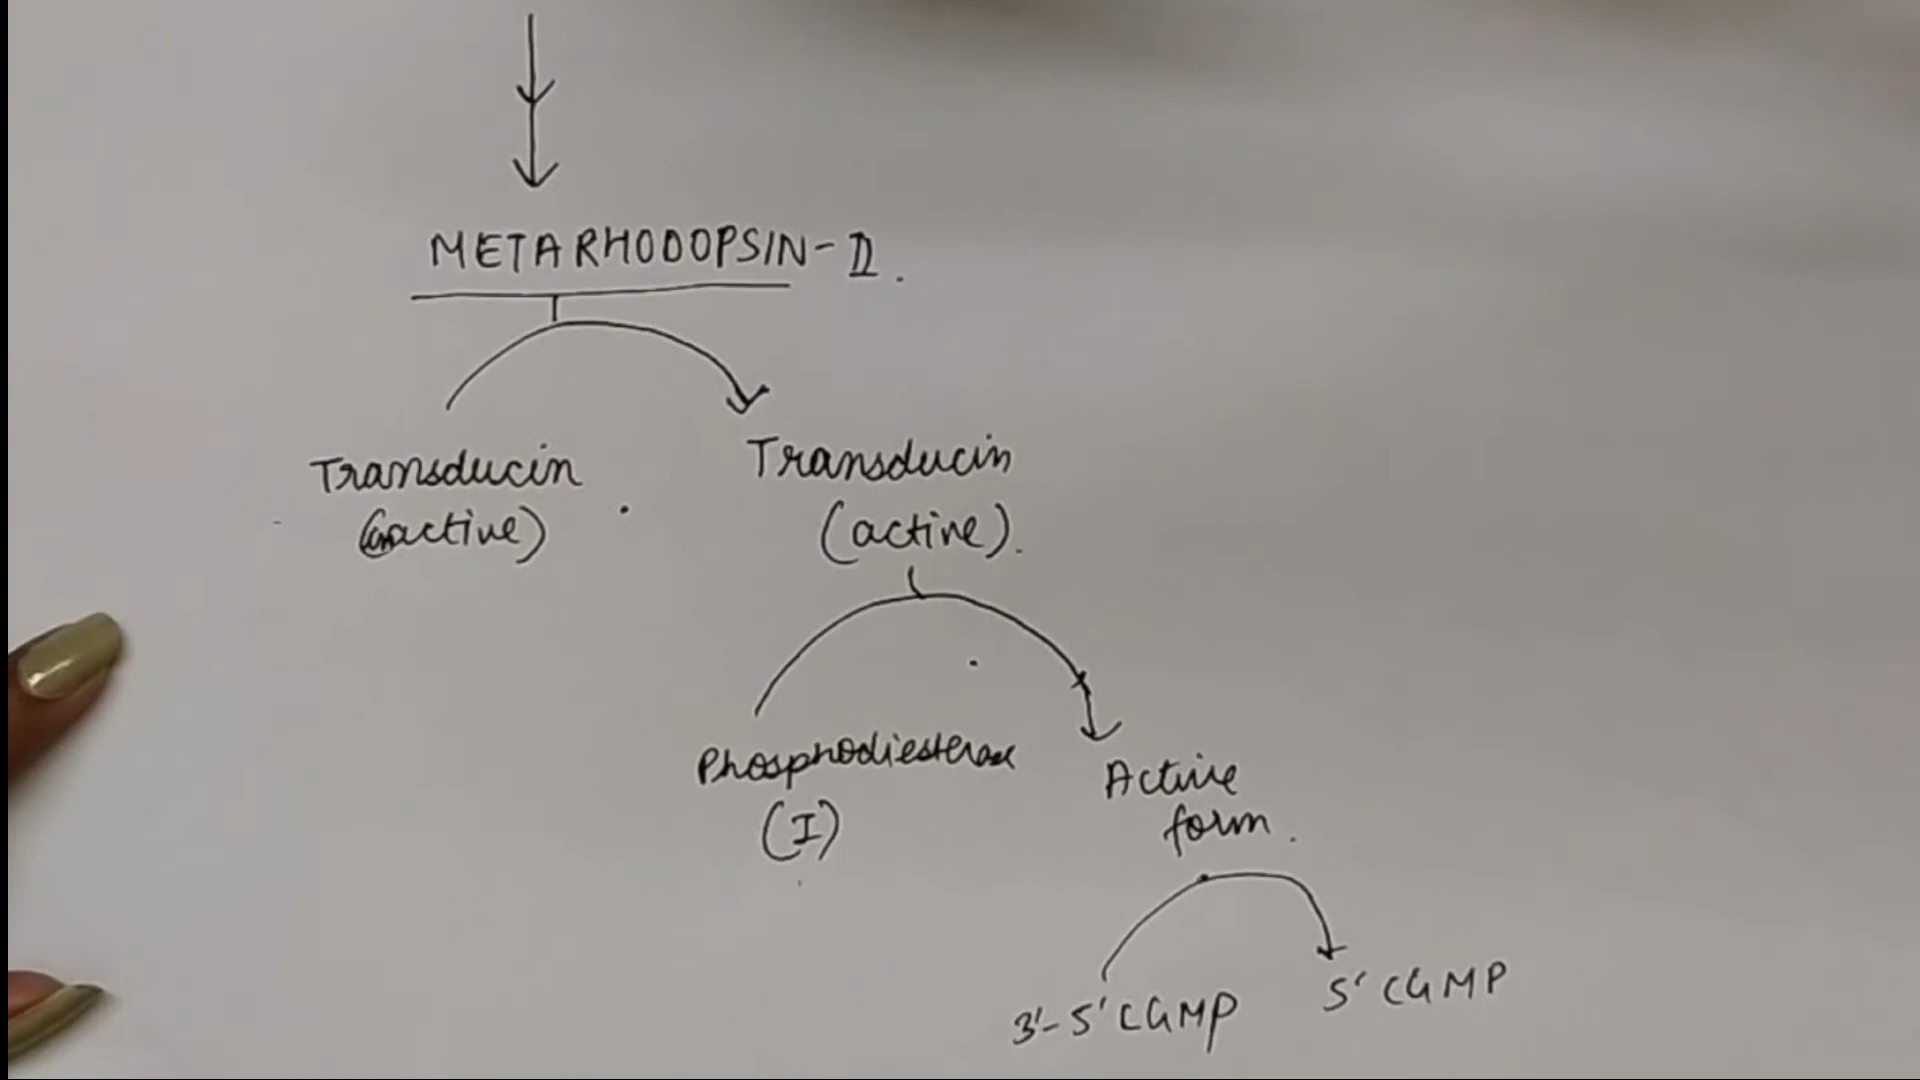 METARHODOPSIN-II.
Transducin
(inactive)
Transducin
(active).
Phosphodiesterase
(I)
Active
form.
3'-5' CGMP
5' CGMP